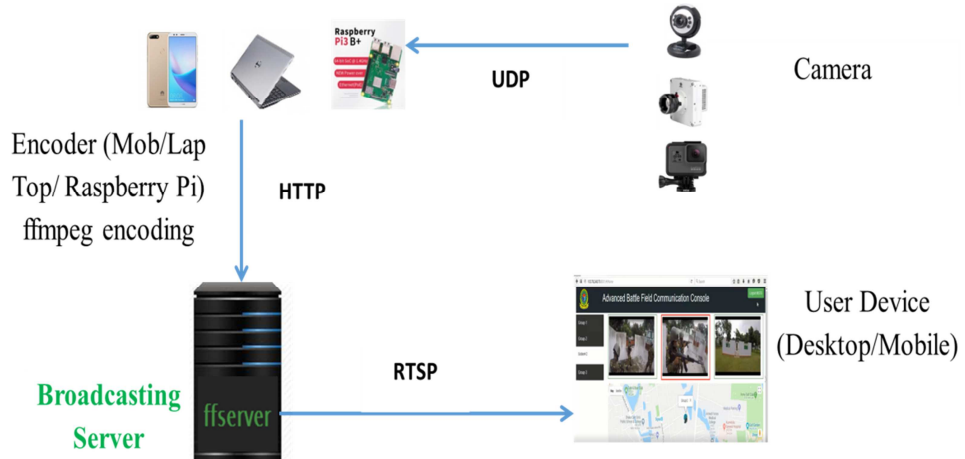 Raspberry
Pi3 B+
UDP
Camera
Encoder (Mob/Lap
Top/ Raspberry Pi)
ffmpeg encoding
HTTP
Advanced Battle Field Communication Console
User Device
(Desktop/Mobile)
RTSP
Broadcasting
Server
ffserver